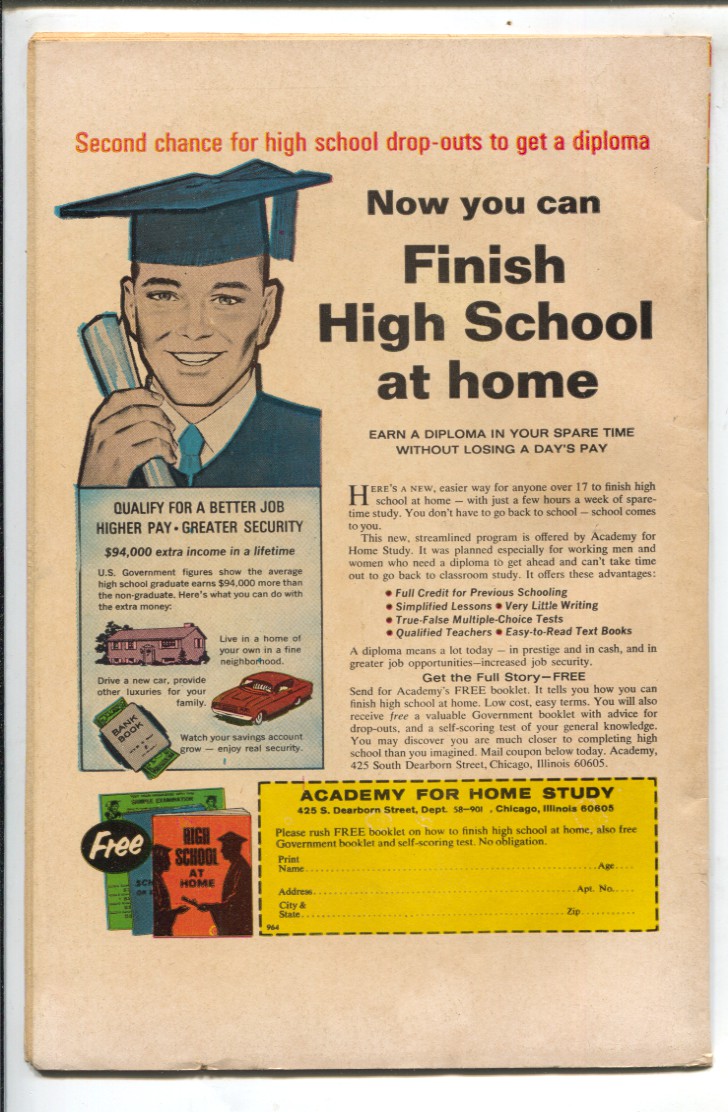 Second chance for high school drop-outs to get a diploma
Now you can
Finish
High School
at home
EARN A DIPLOMA IN YOUR SPARE TIME
WITHOUT LOSING A DAY'S PAY
QUALIFY FOR A BETTER JOB
HIGHER PAY • GREATER SECURITY
$94,000 extra income in a lifetime
U.S. Government figures show the average
high school graduate earns $94,000 more than
the non-graduate. Here's what you can do with
the extra money:
Live in a home of
your own in a fine
neighborhood.
Drive a new car, provide
other luxuries for your
family.
BANK
BOOK
Watch your savings account
grow — enjoy real security.
HERE'S A NEW, easier way for anyone over 17 to finish high
school at home — with just a few hours a week of spare-
time study. You don't have to go back to school — school comes
to you.
This new, streamlined program is offered by Academy for
Home Study. It was planned especially for working men and
women who need a diploma to get ahead and can't take time
out to go back to classroom study. It offers these advantages:
• Full Credit for Previous Schooling
• Simplified Lessons • Very Little Writing
• True-False Multiple-Choice Tests
• Qualified Teachers • Easy-to-Read Text Books
A diploma means a lot today — in prestige and in cash, and in
greater job opportunities—increased job security.
Get the Full Story—FREE
Send for Academy's FREE booklet. It tells you how you can
finish high school at home. Low cost, easy terms. You will also
receive free a valuable Government booklet with advice for
drop-outs, and a self-scoring test of your general knowledge.
You may discover you are much closer to completing high
school than you imagined. Mail coupon below today. Academy,
425 South Dearborn Street, Chicago, Illinois 60605.
SAMPLE EXAMINATION
Free
HIGH
SCHOOL
AT
HOME
ACADEMY FOR HOME STUDY
425 S. Dearborn Street, Dept. 58-901 , Chicago, Illinois 60605
Please rush FREE booklet on how to finish high school at home, also free
Government booklet and self-scoring test. No obligation.
Print
Name Age
Address Apt. No.
City &
State Zip
964